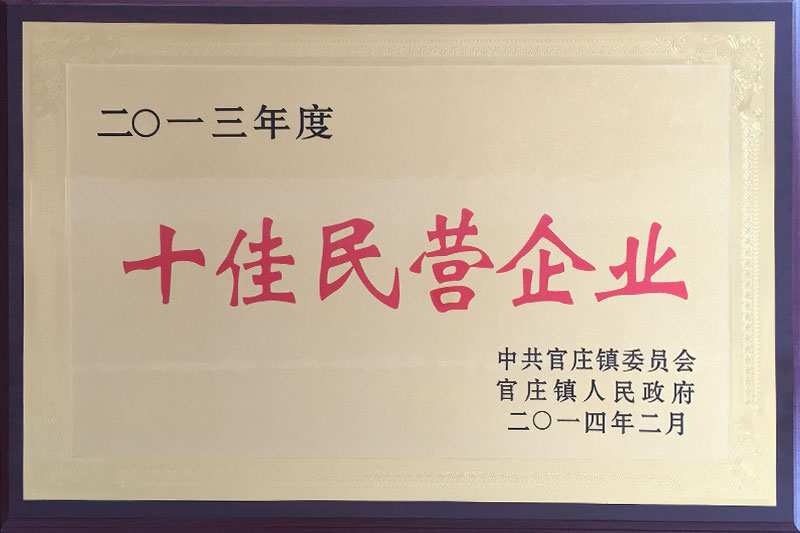 二〇一三年度
十佳民营企业
中共官庄镇委员会
官庄镇人民政府
二〇一四年二月